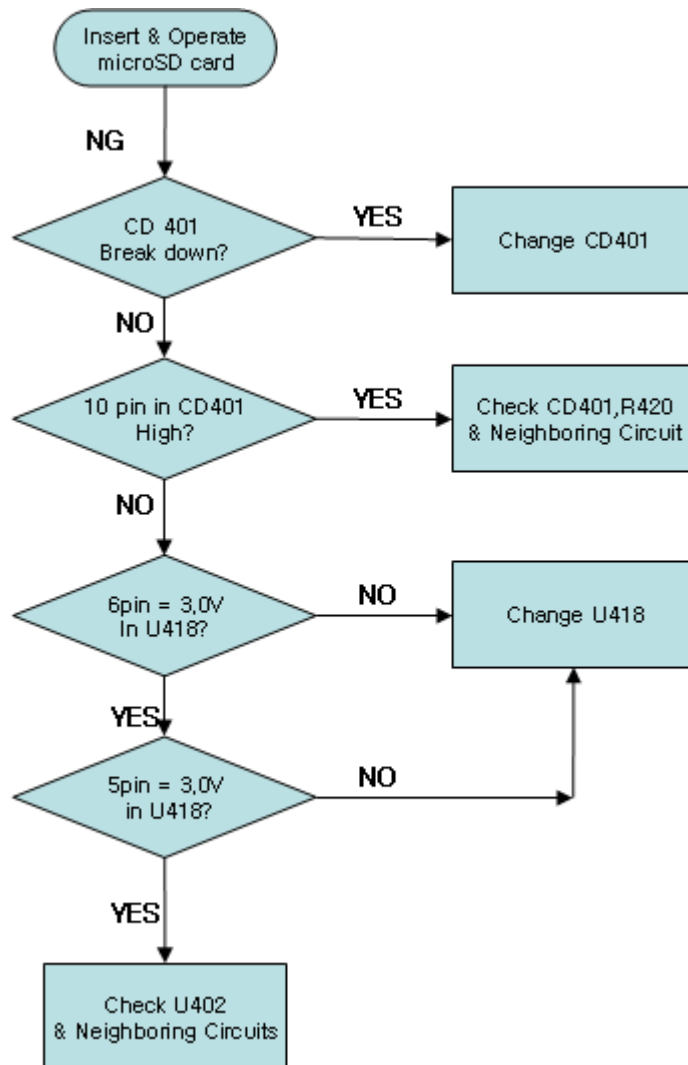 Insert & Operate
microSD card
NG
CD 401
Break down?
YES
Change CD401
NO
10 pin in CD401
High?
YES
Check CD401,R420
& Neighboring Circuit
NO
6pin = 3,0V
In U418?
NO
Change U418
YES
5pin = 3,0V
in U418?
NO
YES
Check U402
& Neighboring Circuits